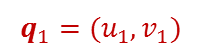 𝒒₁ = (u₁, v₁)